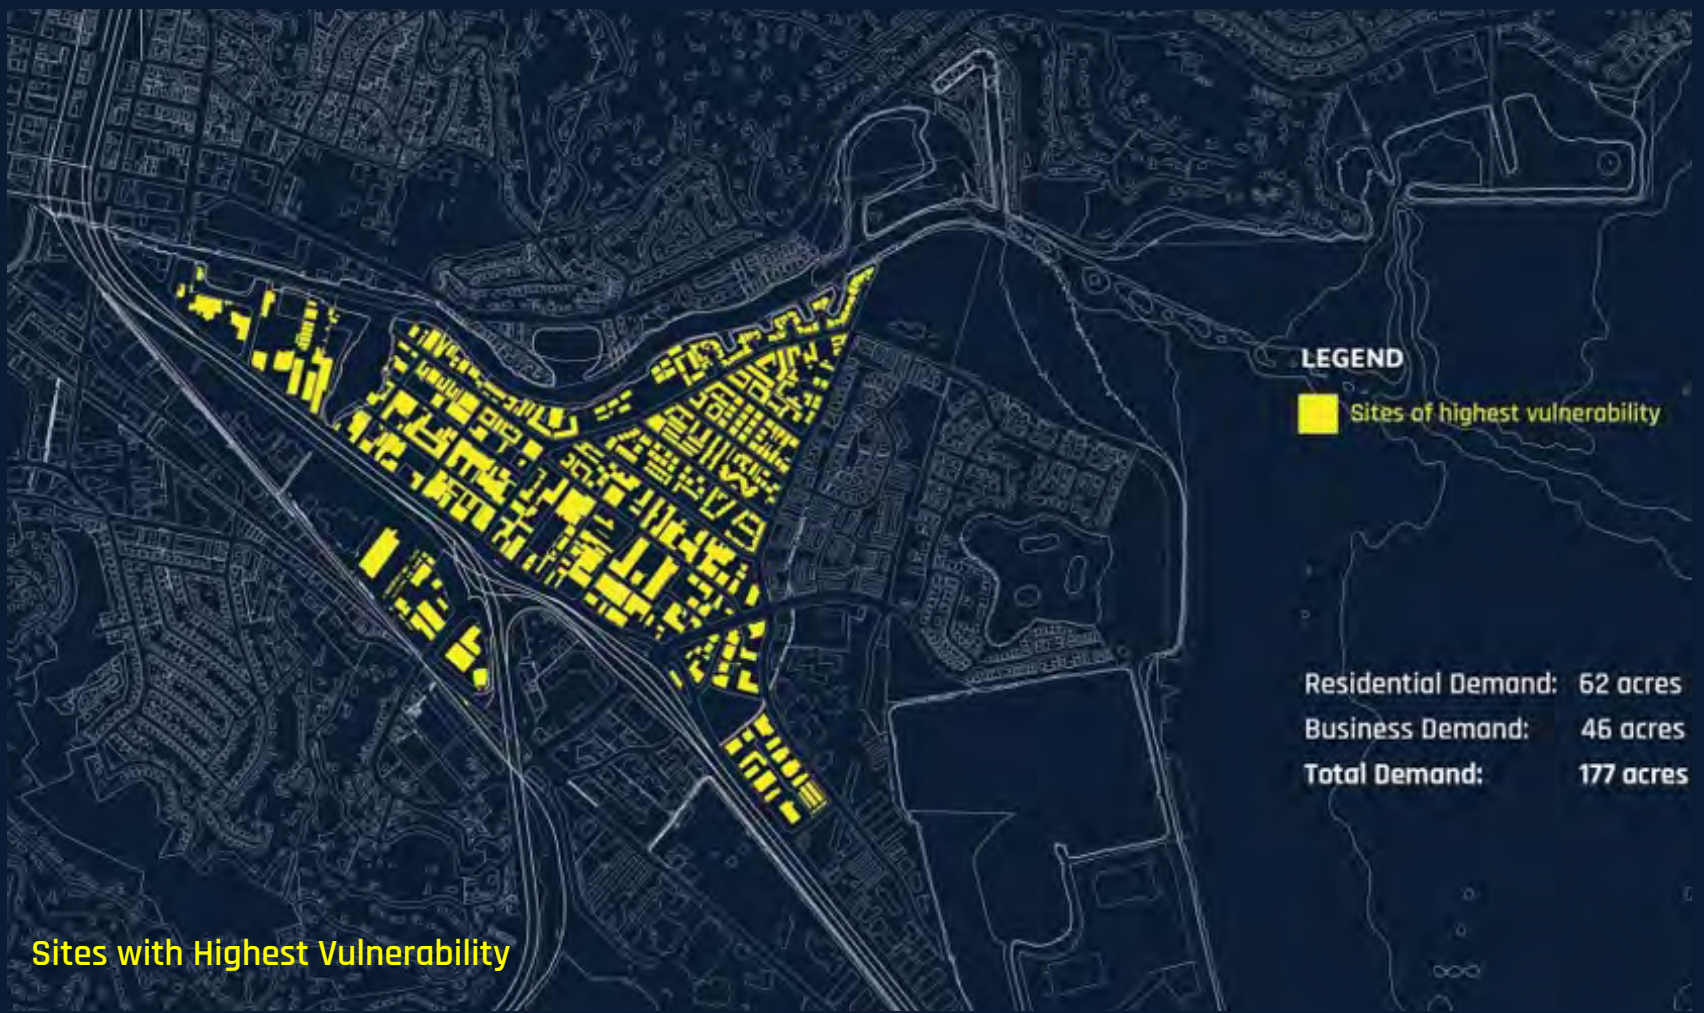 LEGEND
Sites of highest vulnerability
Residential Demand: 62 acres
Business Demand: 46 acres
Total Demand: 177 acres
Sites with Highest Vulnerability